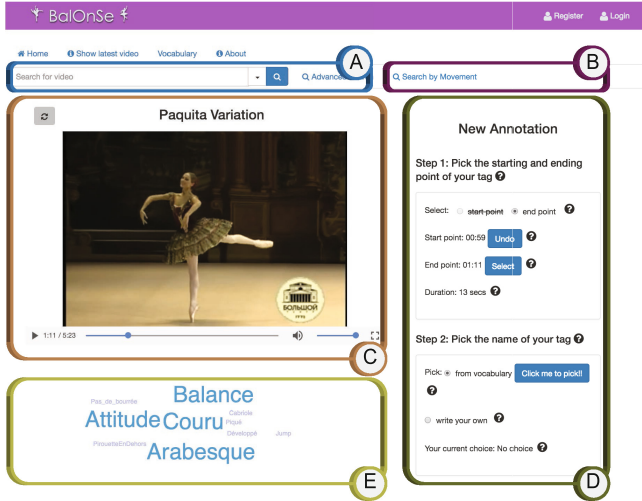 BalOnSe
Register
Login
Home
Show latest video
Vocabulary
About
Search for video
Advanced
A
Search by Movement
B
Paquita Variation
БОЛЬШОЙ
1:11 / 5:23
C
New Annotation
Step 1: Pick the starting and ending
point of your tag
Select: start point end point
Start point: 00:59 Undo
End point: 01:11 Select
Duration: 13 secs
Step 2: Pick the name of your tag
Pick: from vocabulary Click me to pick!!
write your own
Your current choice: No choice
D
Balance
Pas_de_bourrée
Attitude Couru
Cabriole
Piqué
Développé
Jump
PirouetteEnDehors
Arabesque
E